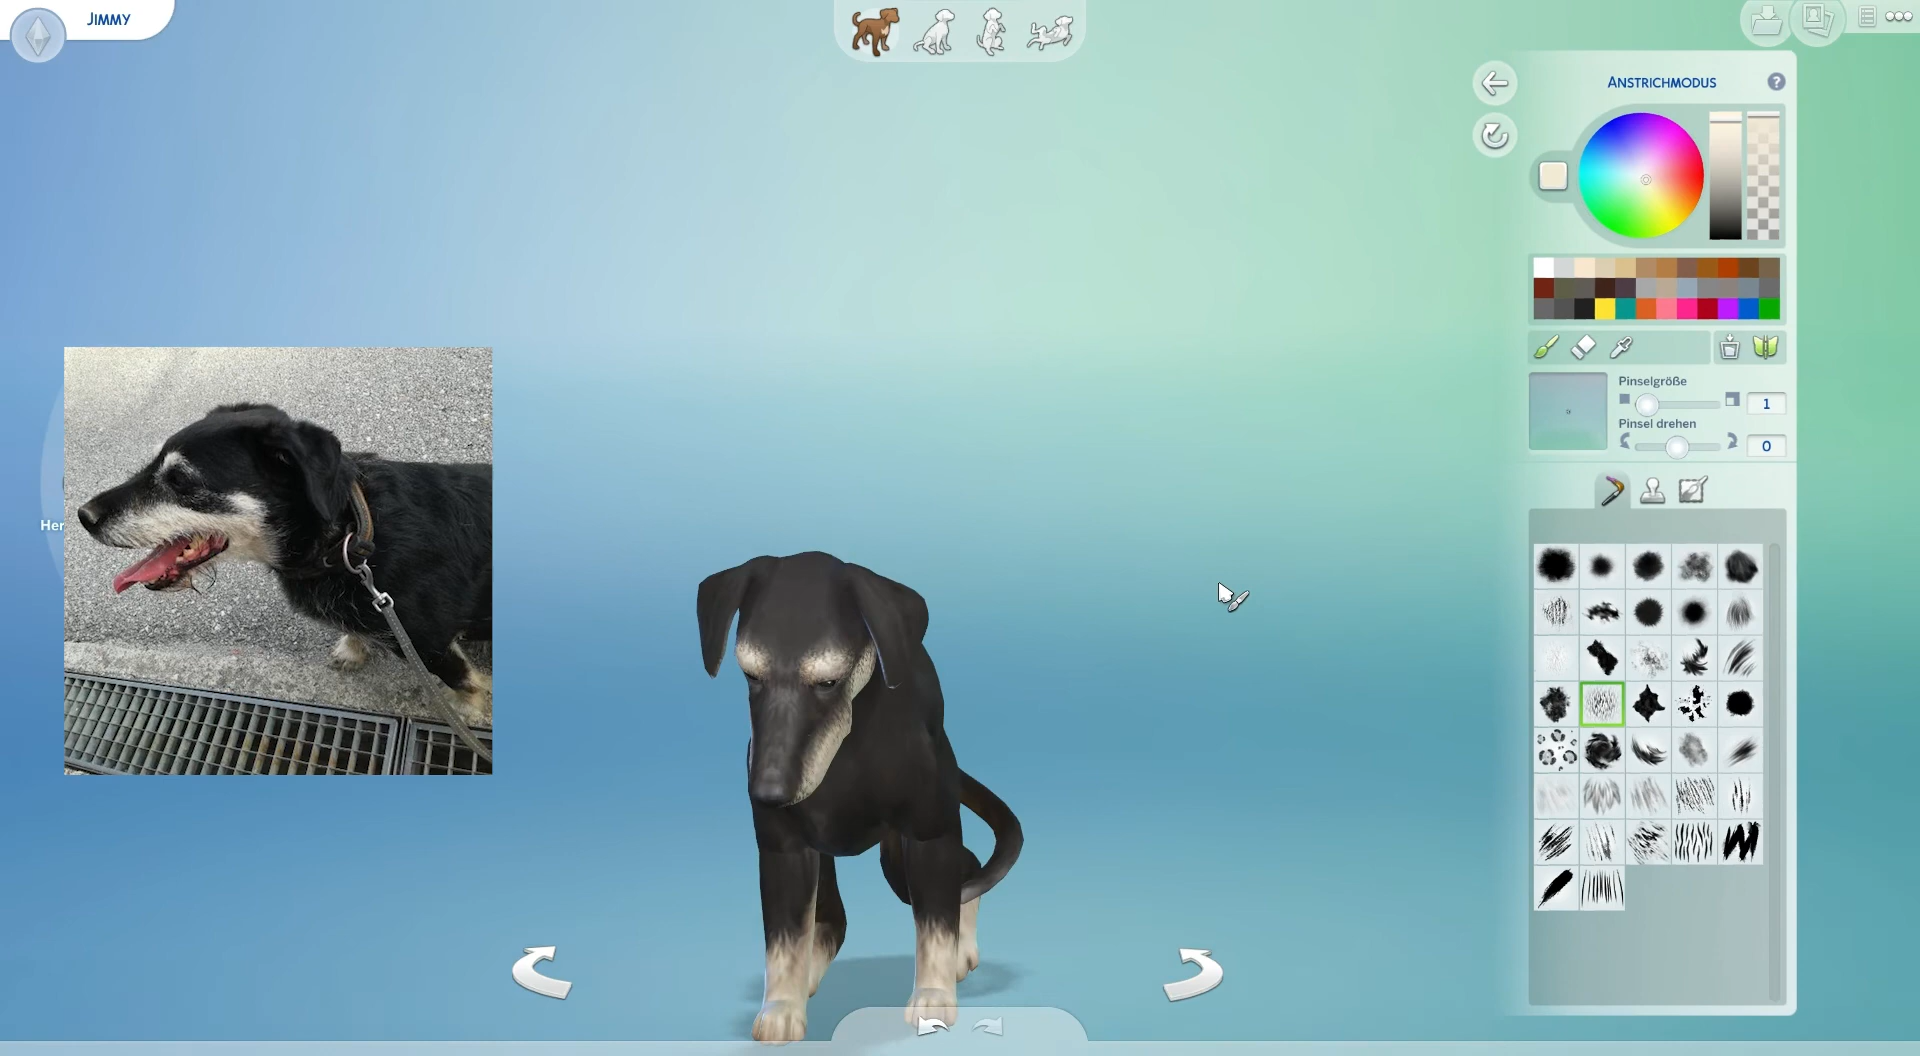 JIMMY
ANSTRICHMODUS
?
Pinselgröße
1
Pinsel drehen
0
Her